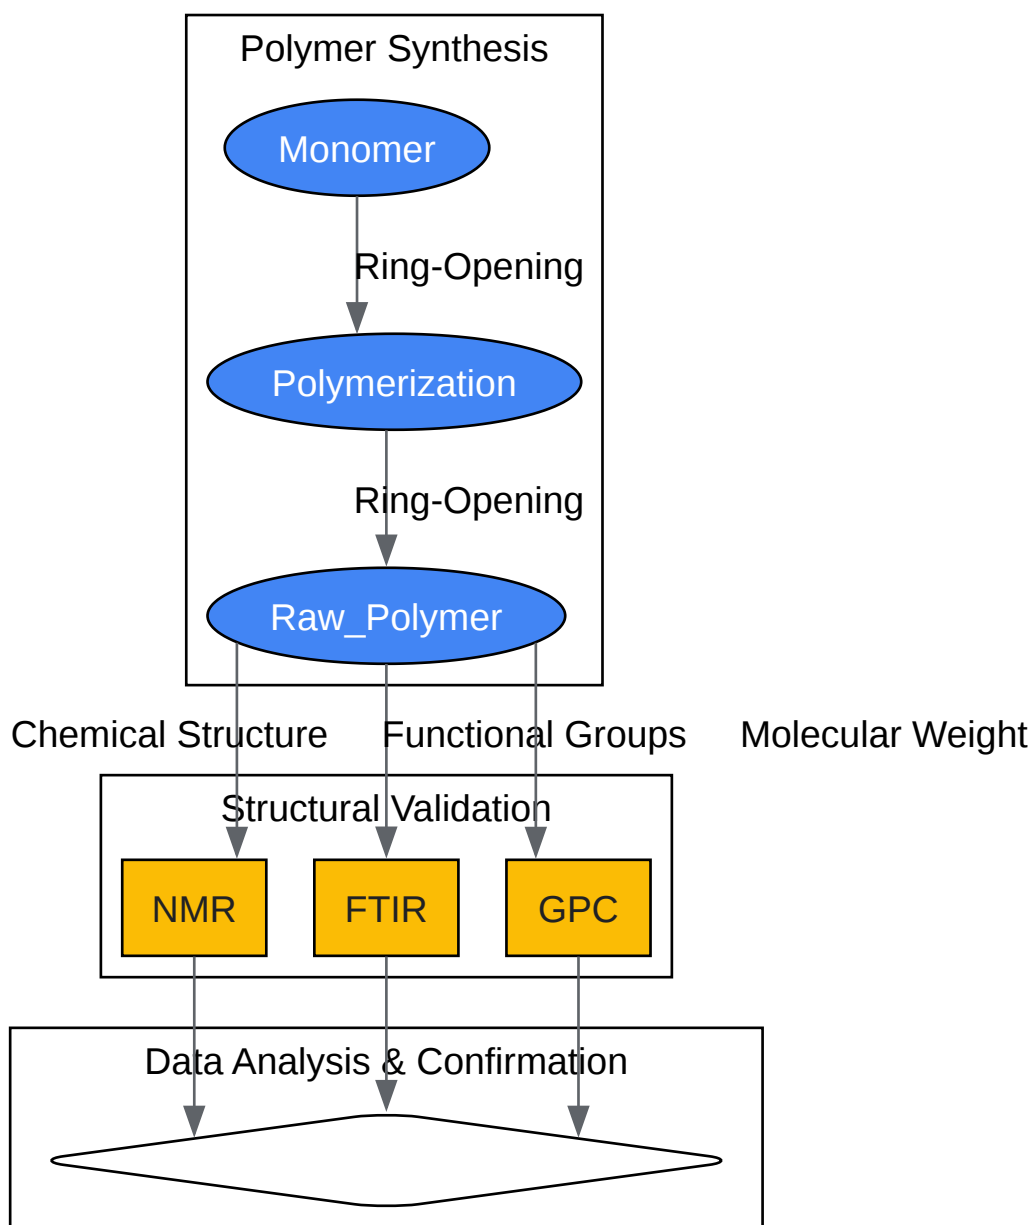 Polymer Synthesis
Monomer
Ring-Opening
Polymerization
Ring-Opening
Raw_Polymer
Chemical Structure
Functional Groups
Molecular Weight
Structural Validation
NMR
FTIR
GPC
Data Analysis & Confirmation